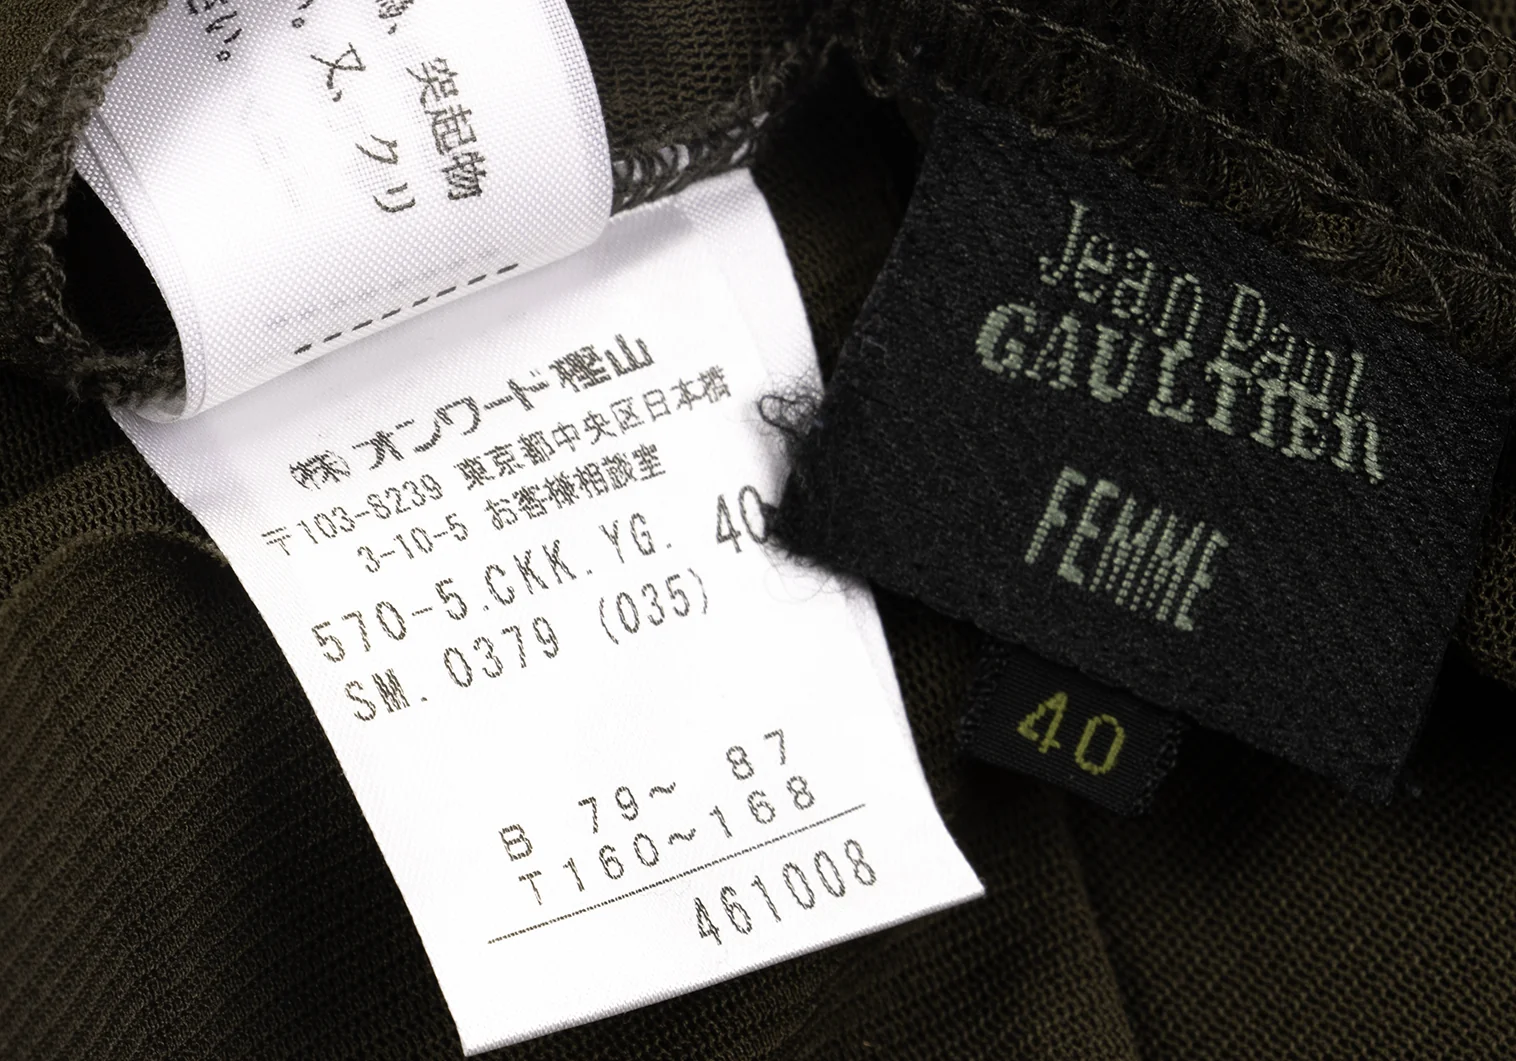 突起物
又、クリ
い。
㈱オンワード樫山
〒103-8239 東京都中央区日本橋
3-10-5 お客様相談室
570-5.CKK.YG. 40
SM.0379 (035)
B 79~ 87
T160~168
461008
Jean Paul
GAULTIER
FEMME
40